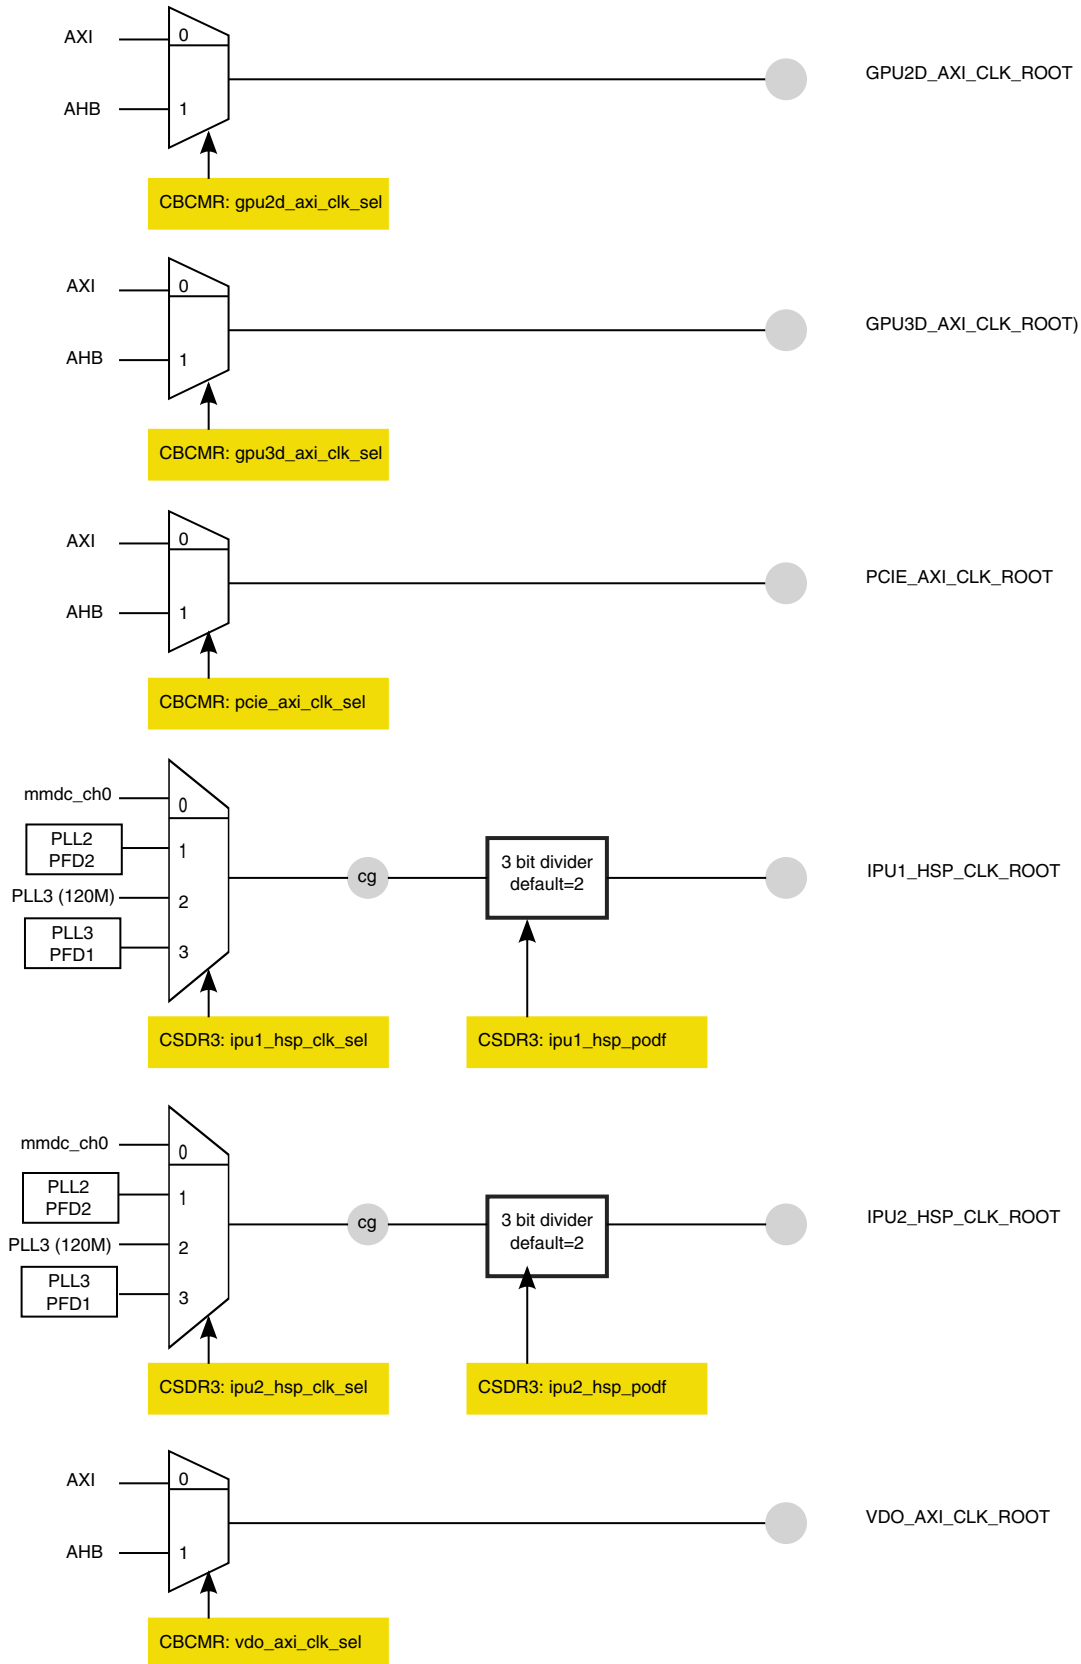 AXI
0
GPU2D_AXI_CLK_ROOT
AHB
1
CBCMR: gpu2d_axi_clk_sel
AXI
0
GPU3D_AXI_CLK_ROOT)
AHB
1
CBCMR: gpu3d_axi_clk_sel
AXI
0
PCIE_AXI_CLK_ROOT
AHB
1
CBCMR: pcie_axi_clk_sel
mmdc_ch0
0
PLL2
PFD2
1
PLL3 (120M)
2
PLL3
PFD1
3
cg
3 bit divider
default=2
IPU1_HSP_CLK_ROOT
CSDR3: ipu1_hsp_clk_sel
CSDR3: ipu1_hsp_podf
mmdc_ch0
0
PLL2
PFD2
1
PLL3 (120M)
2
PLL3
PFD1
3
cg
3 bit divider
default=2
IPU2_HSP_CLK_ROOT
CSDR3: ipu2_hsp_clk_sel
CSDR3: ipu2_hsp_podf
AXI
0
VDO_AXI_CLK_ROOT
AHB
1
CBCMR: vdo_axi_clk_sel